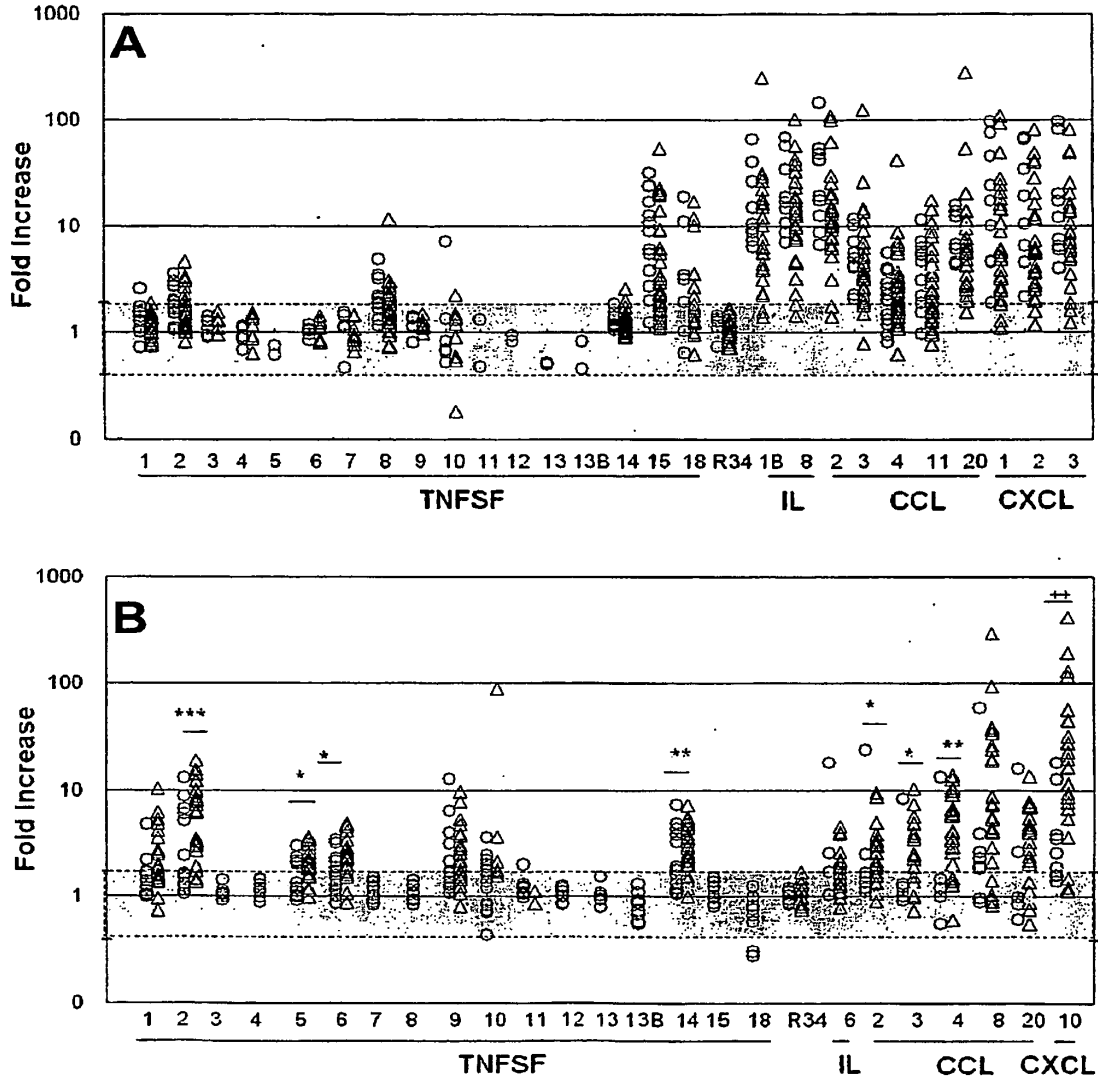 A
1000
100
10
1
0
Fold Increase
1 2 3 4 5 6 7 8 9 10 11 12 13 13B 14 15 18 R34 1B 8 2 3 4 11 20 1 2 3
TNFSF IL CCL CXCL
B
1000
100
10
1
0
Fold Increase
*** * * ** * * ** ‡‡
1 2 3 4 5 6 7 8 9 10 11 12 13 13B 14 15 18 R34 6 2 3 4 8 20 10
TNFSF IL CCL CXCL